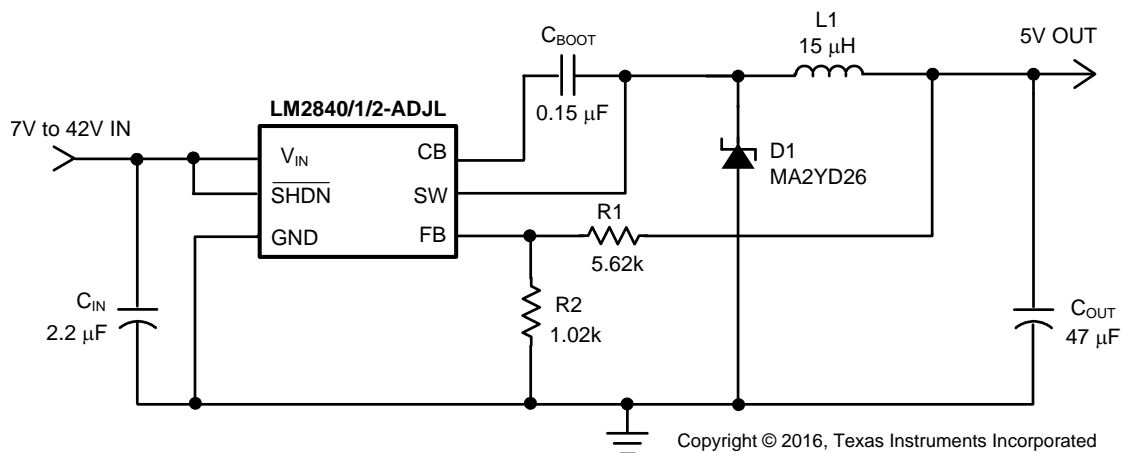 C_BOOT
0.15 μF
L1
15 μH
5V OUT
7V to 42V IN
LM2840/1/2-ADJL
V_IN
SHDN
GND
CB
SW
FB
D1
MA2YD26
R1
5.62k
R2
1.02k
C_IN
2.2 μF
C_OUT
47 μF
Copyright © 2016, Texas Instruments Incorporated